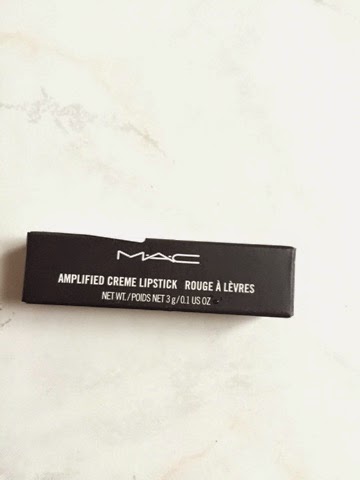 M·A·C
AMPLIFIED CREME LIPSTICK ROUGE À LÈVRES
NET WT./POIDS NET 3 g/0.1 US OZ